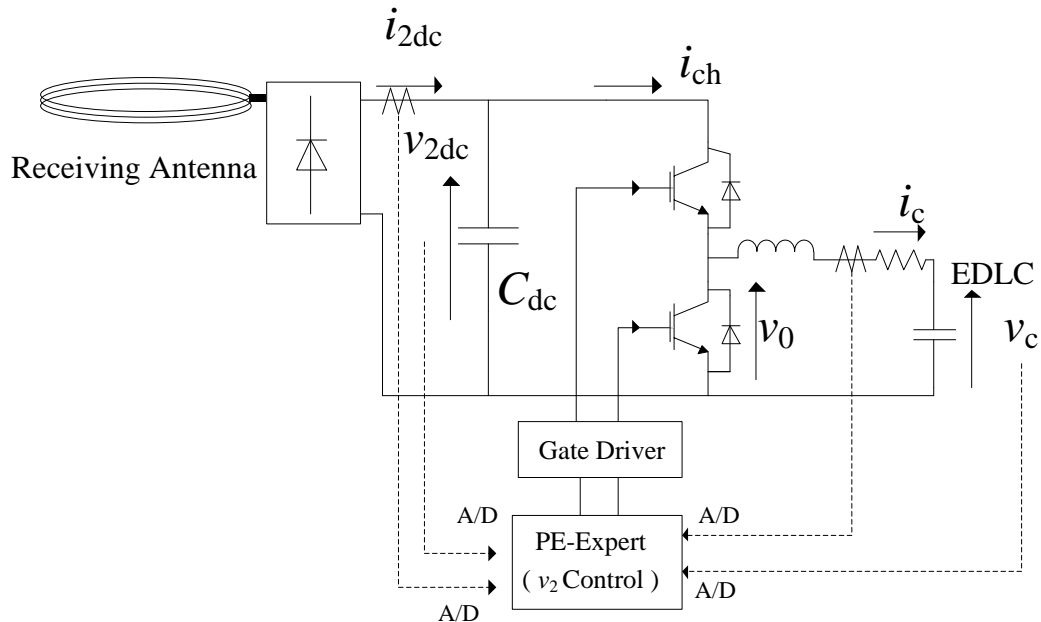 i2dc
ich
Receiving Antenna
v2dc
ic
Cdc
v0
EDLC
vc
Gate Driver
A/D
A/D
PE-Expert
( v2 Control )
A/D
A/D